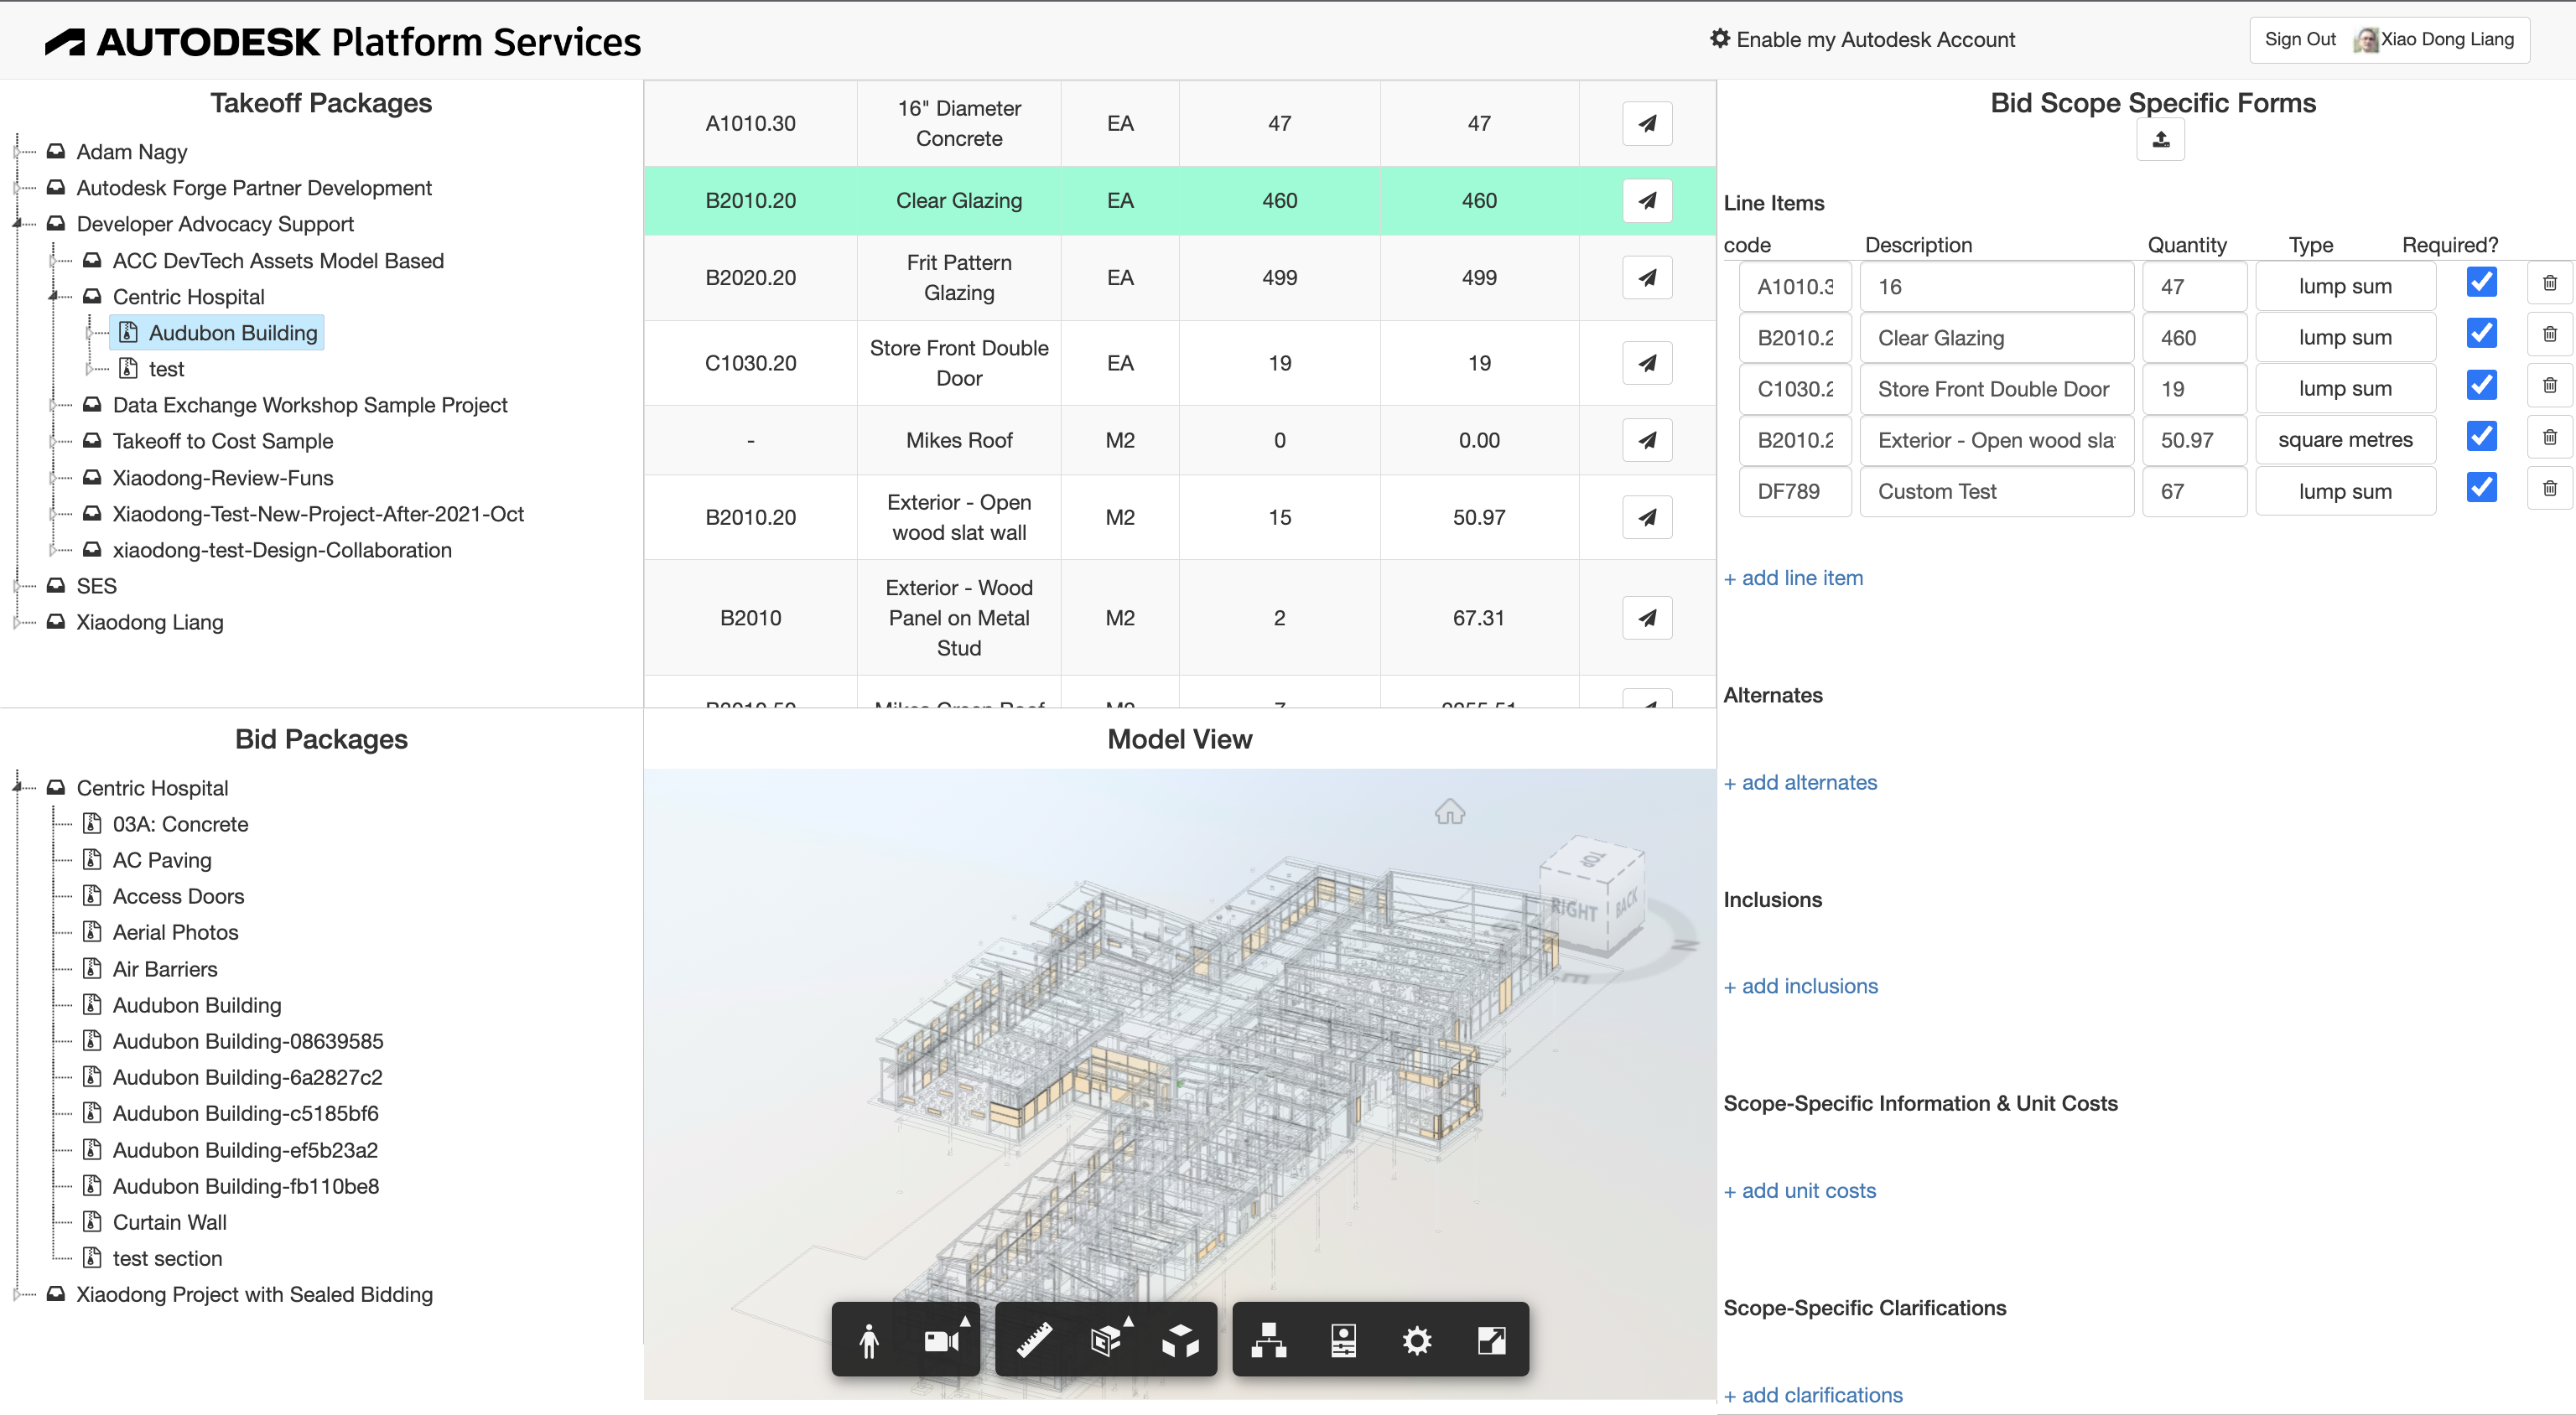 AUTODESK Platform Services
Enable my Autodesk Account
Sign Out Xiao Dong Liang
Takeoff Packages
Adam Nagy
Autodesk Forge Partner Development
Developer Advocacy Support
ACC DevTech Assets Model Based
Centric Hospital
Audubon Building
test
Data Exchange Workshop Sample Project
Takeoff to Cost Sample
Xiaodong-Review-Funs
Xiaodong-Test-New-Project-After-2021-Oct
xiaodong-test-Design-Collaboration
SES
Xiaodong Liang
Bid Packages
Centric Hospital
03A: Concrete
AC Paving
Access Doors
Aerial Photos
Air Barriers
Audubon Building
Audubon Building-08639585
Audubon Building-6a2827c2
Audubon Building-c5185bf6
Audubon Building-ef5b23a2
Audubon Building-fb110be8
Curtain Wall
test section
Xiaodong Project with Sealed Bidding
A1010.30 16" Diameter Concrete EA 47 47
B2010.20 Clear Glazing EA 460 460
B2020.20 Frit Pattern Glazing EA 499 499
C1030.20 Store Front Double Door EA 19 19
- Mikes Roof M2 0 0.00
B2010.20 Exterior - Open wood slat wall M2 15 50.97
B2010 Exterior - Wood Panel on Metal Stud M2 2 67.31
Model View
TOP
RIGHT
BACK
N
E
Bid Scope Specific Forms
Line Items
code Description Quantity Type Required?
A1010.3 16 47 lump sum
B2010.2 Clear Glazing 460 lump sum
C1030.2 Store Front Double Door 19 lump sum
B2010.2 Exterior - Open wood sla 50.97 square metres
DF789 Custom Test 67 lump sum
+ add line item
Alternates
+ add alternates
Inclusions
+ add inclusions
Scope-Specific Information & Unit Costs
+ add unit costs
Scope-Specific Clarifications
+ add clarifications